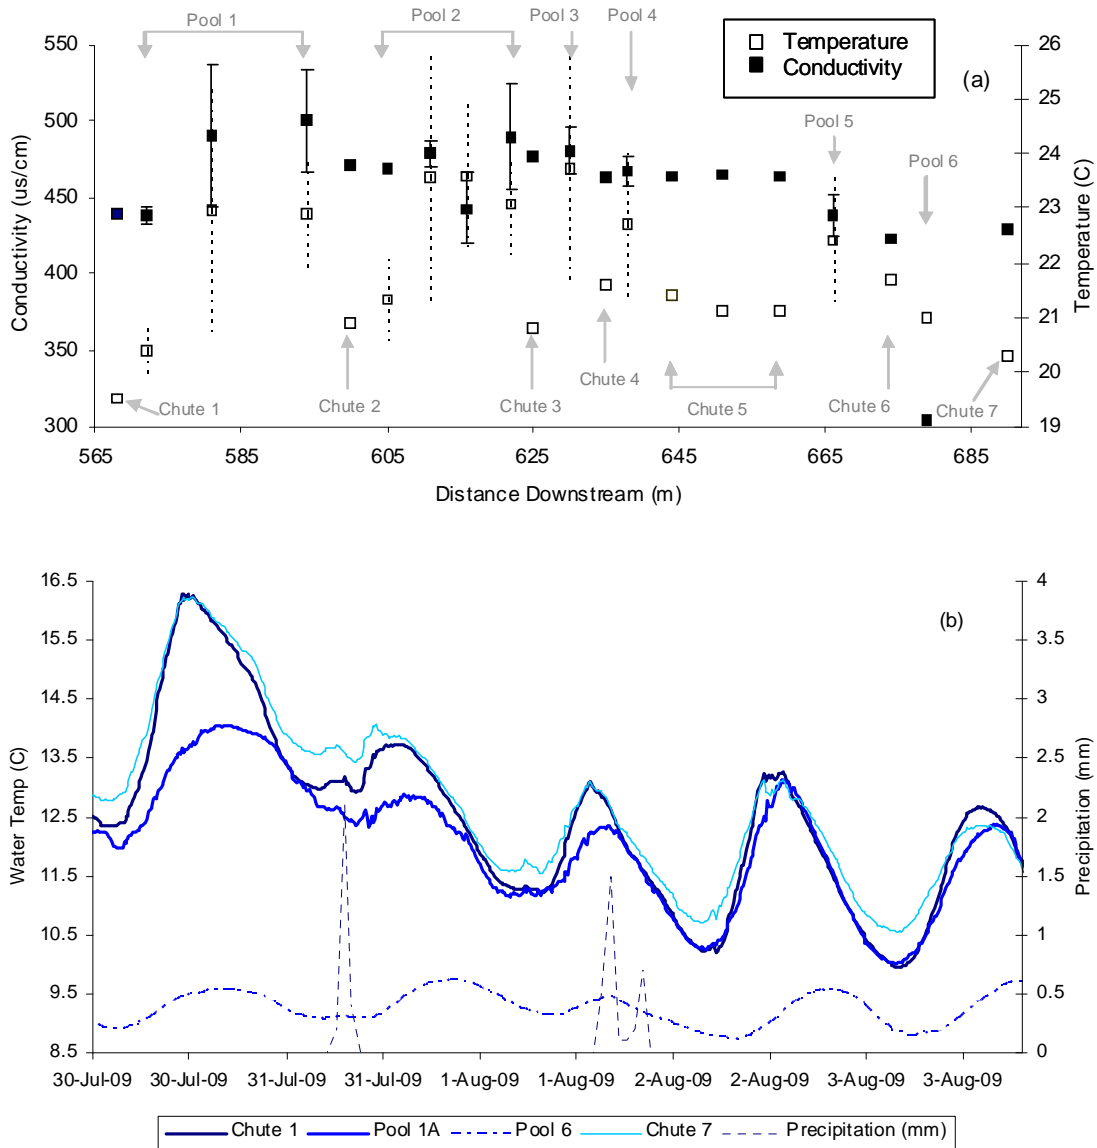 Pool 1
Pool 2
Pool 3
Pool 4
550
26
Temperature
Conductivity
(a)
25
500
24
Pool 5
Pool 6
450
23
400
22
350
21
20
300
19
Conductivity (us/cm)
Temperature (C)
Chute 1
Chute 2
Chute 3
Chute 4
Chute 5
Chute 6
Chute 7
565 585 605 625 645 665 685
Distance Downstream (m)
16.5
15.5
14.5
13.5
12.5
11.5
10.5
9.5
8.5
Water Temp (C)
(b)
4
3.5
3
2.5
2
1.5
1
0.5
0
Precipitation (mm)
30-Jul-09 30-Jul-09 31-Jul-09 31-Jul-09 1-Aug-09 1-Aug-09 2-Aug-09 2-Aug-09 3-Aug-09 3-Aug-09
Chute 1 Pool 1A Pool 6 Chute 7 Precipitation (mm)